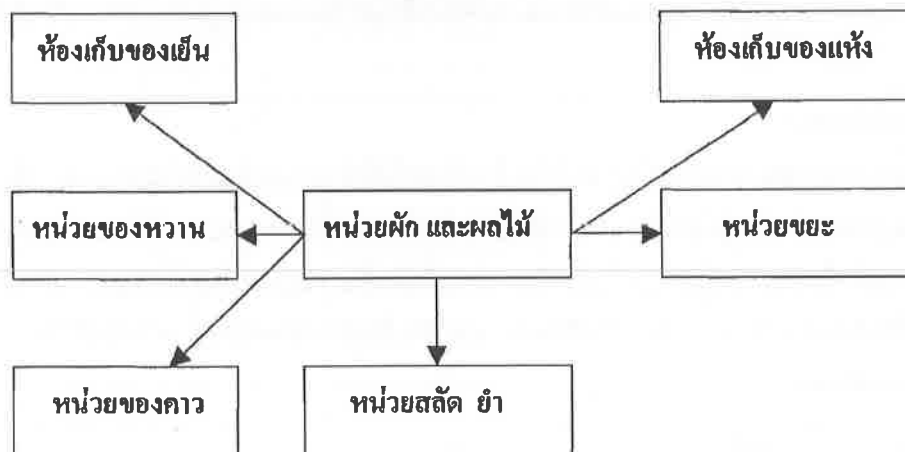 ห้องเก็บของเย็น
ห้องเก็บของแห้ง
หน่วยของหวาน
หน่วยผัก และผลไม้
หน่วยขยะ
หน่วยของคาว
หน่วยสลัด ยำ